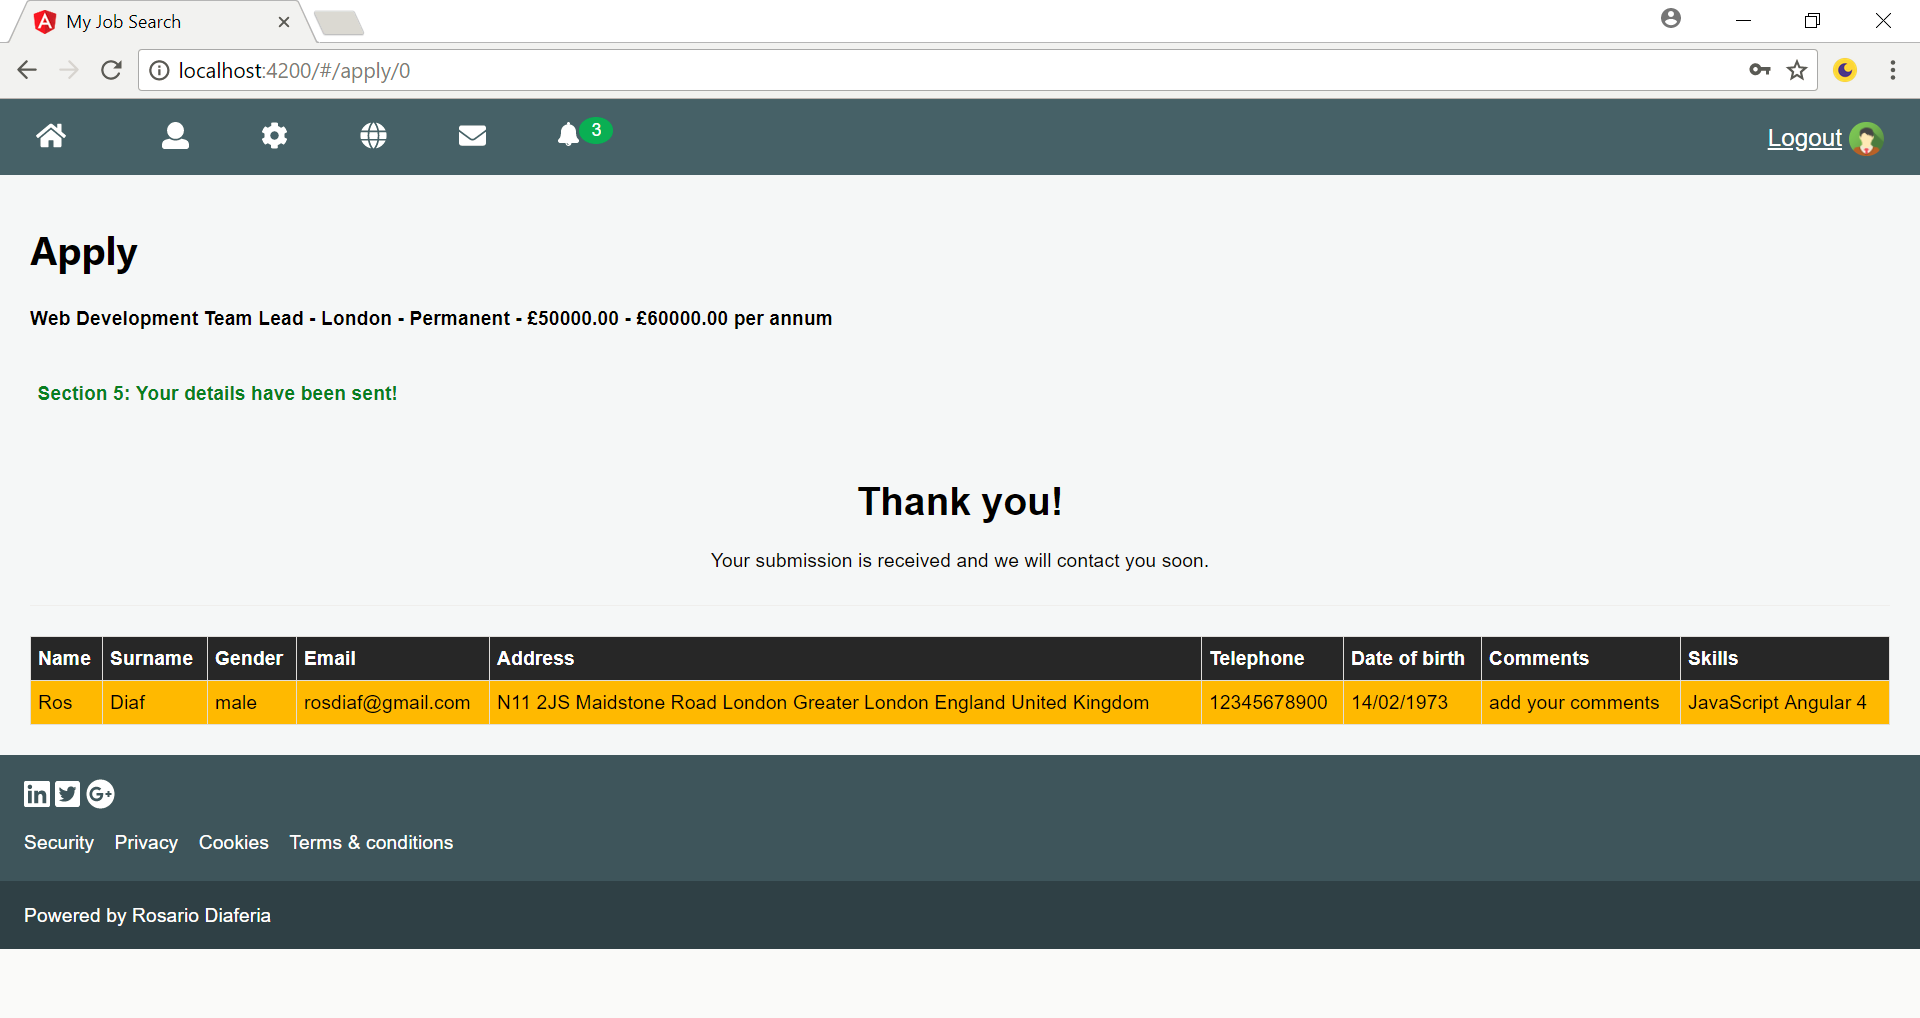 My Job Search
localhost:4200/#/apply/0
3
Logout
Apply
Web Development Team Lead - London - Permanent - £50000.00 - £60000.00 per annum
Section 5: Your details have been sent!
Thank you!
Your submission is received and we will contact you soon.
Name Surname Gender Email Address Telephone Date of birth Comments Skills
Ros Diaf male rosdiaf@gmail.com N11 2JS Maidstone Road London Greater London England United Kingdom 12345678900 14/02/1973 add your comments JavaScript Angular 4
in G+
Security Privacy Cookies Terms & conditions
Powered by Rosario Diaferia